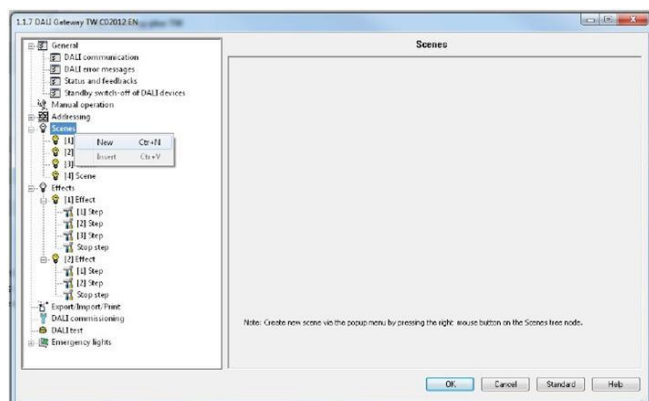 1.1.7 DALI Gateway TW C02012 EN
Scenes
General
DALI communication
DALI error messages
Status and feedbacks
Standby switch-off of DALI devices
Manual operation
Addressing
Scenes
[1]
New Ctr+N
[2]
Insert Ctr+V
[3]
[4] Scene
Effects
[1] Effect
[1] Step
[2] Step
[3] Step
Stop step
[2] Effect
[1] Step
[2] Step
Stop step
Export/Import/Print
DALI commissioning
DALI test
Emergency lights
Note: Create new scene via the popup menu by pressing the right mouse button on the Scenes tree node.
OK Cancel Standard Help